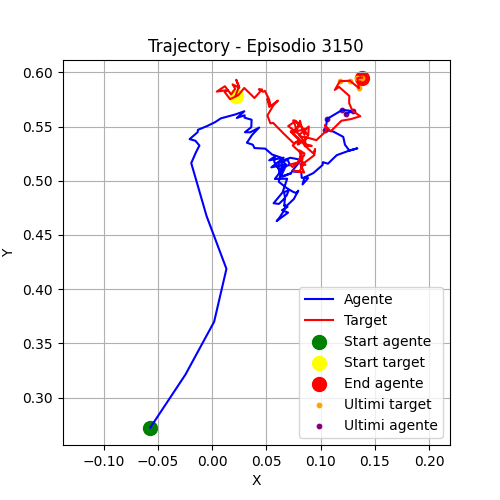 Trajectory - Episodio 3150
0.60
0.55
0.50
0.45
0.40
0.35
0.30
Y
Agente
Target
Start agente
Start target
End agente
Ultimi target
Ultimi agente
−0.10
−0.05
0.00
0.05
0.10
0.15
0.20
X